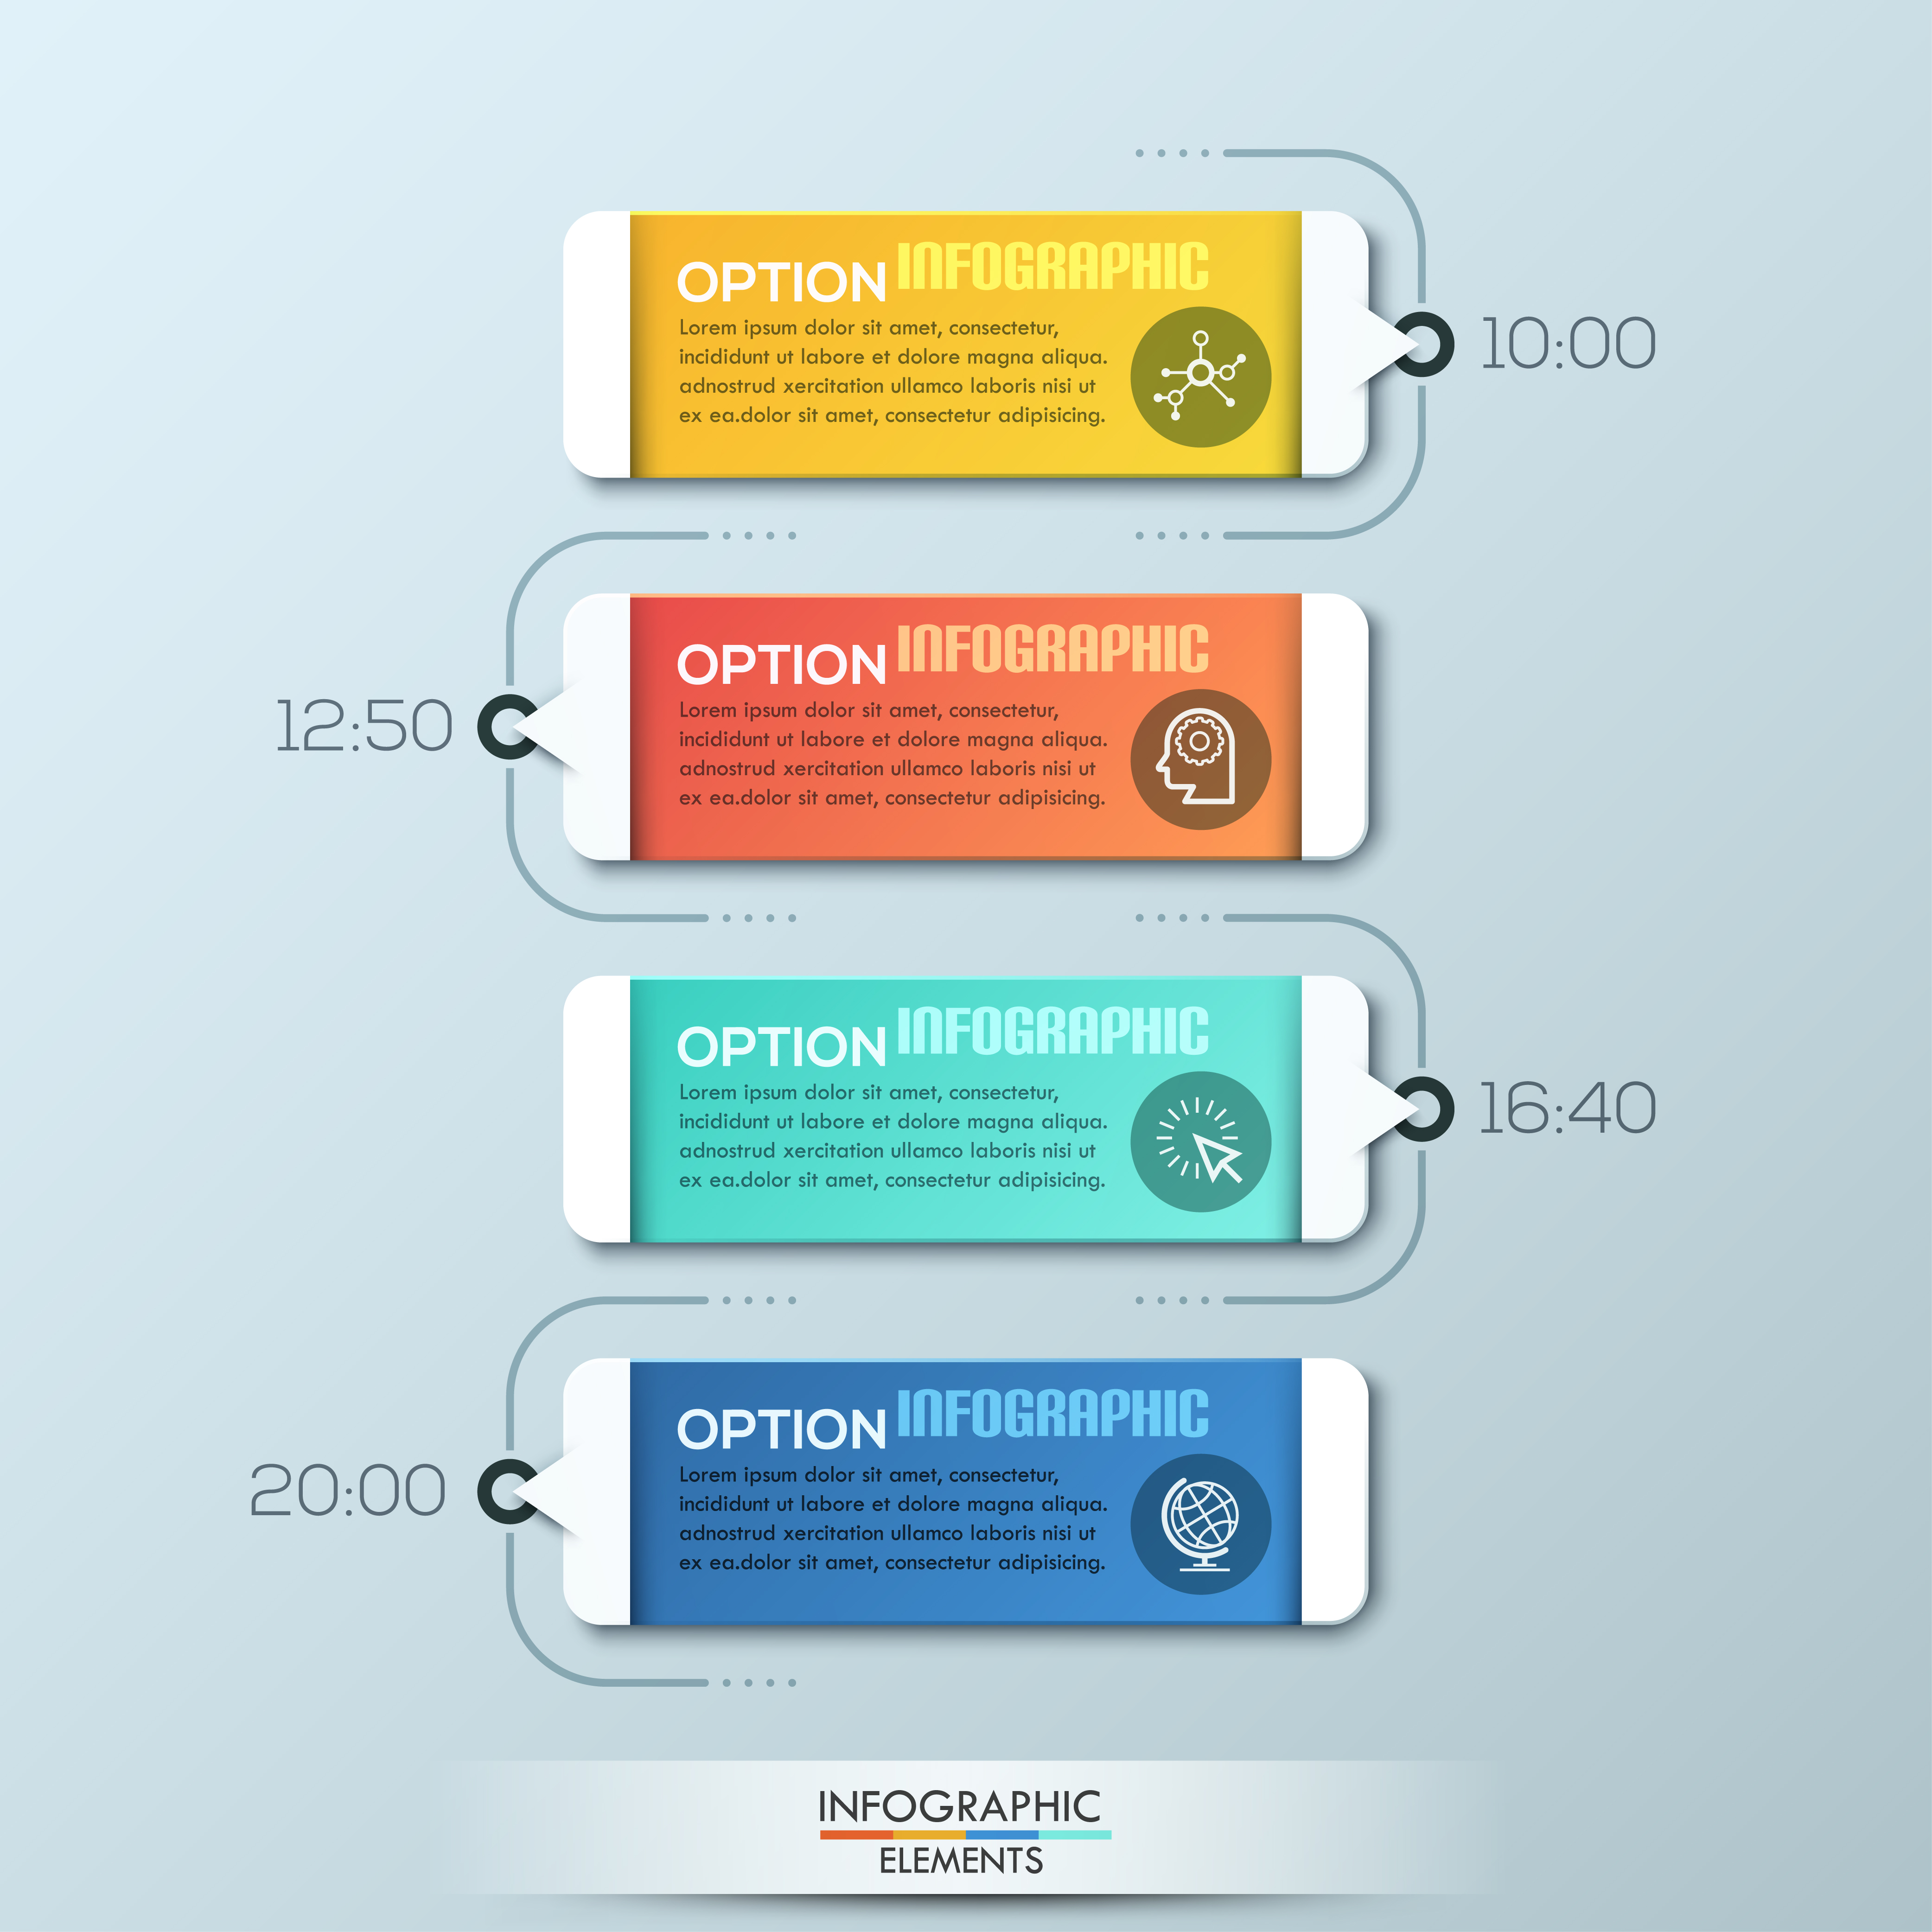 OPTION INFOGRAPHIC
Lorem ipsum dolor sit amet, consectetur,
incididunt ut labore et dolore magna aliqua.
adnostrud xercitation ullamco laboris nisi ut
ex ea.dolor sit amet, consectetur adipisicing.
10:00
OPTION INFOGRAPHIC
Lorem ipsum dolor sit amet, consectetur,
incididunt ut labore et dolore magna aliqua.
adnostrud xercitation ullamco laboris nisi ut
ex ea.dolor sit amet, consectetur adipisicing.
12:50
OPTION INFOGRAPHIC
Lorem ipsum dolor sit amet, consectetur,
incididunt ut labore et dolore magna aliqua.
adnostrud xercitation ullamco laboris nisi ut
ex ea.dolor sit amet, consectetur adipisicing.
16:40
OPTION INFOGRAPHIC
Lorem ipsum dolor sit amet, consectetur,
incididunt ut labore et dolore magna aliqua.
adnostrud xercitation ullamco laboris nisi ut
ex ea.dolor sit amet, consectetur adipisicing.
20:00
INFOGRAPHIC
ELEMENTS